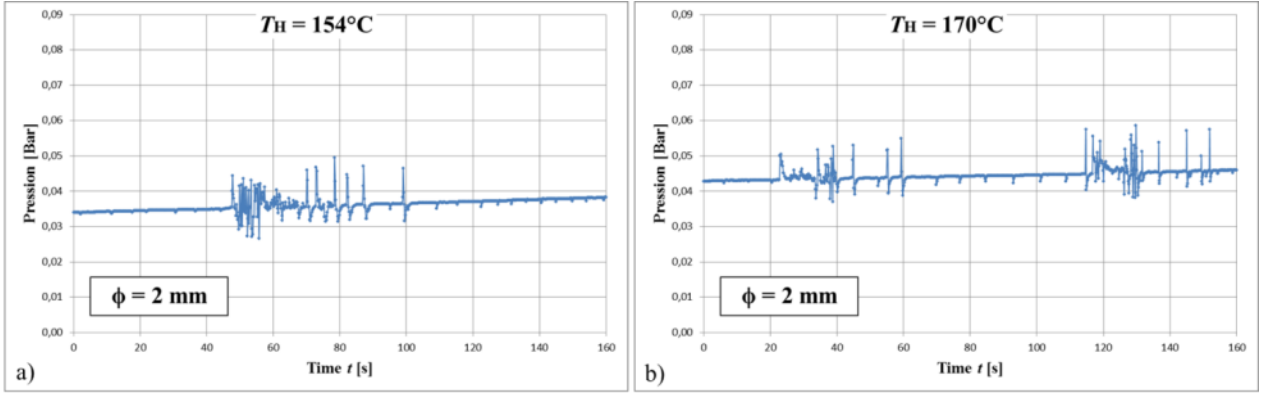 T_H = 154°C
0,09
0,08
0,07
0,06
0,05
0,04
0,03
0,02
0,01
0,00
Pression [Bar]
ϕ = 2 mm
0 20 40 60 80 100 120 140 160
Time t [s]
a)
T_H = 170°C
0,09
0,08
0,07
0,06
0,05
0,04
0,03
0,02
0,01
0,00
Pression [Bar]
ϕ = 2 mm
0 20 40 60 80 100 120 140 160
Time t [s]
b)